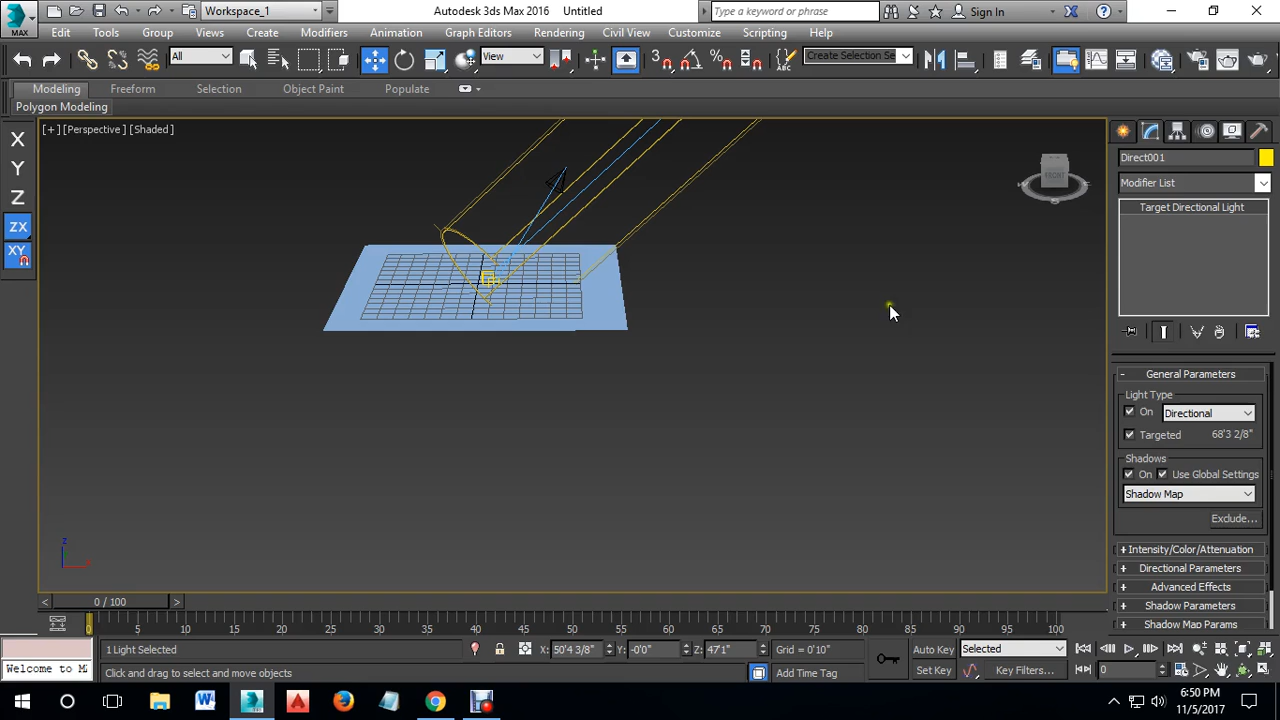 MAX
Workspace_1
Autodesk 3ds Max 2016 Untitled
Type a keyword or phrase
Sign In
Edit Tools Group Views Create Modifiers Animation Graph Editors Rendering Civil View Customize Scripting Help
All
View
3
Create Selection Se
Modeling Freeform Selection Object Paint Populate
Polygon Modeling
[+] [Perspective] [Shaded]
X
Y
Z
ZX
XY
FRONT
Direct001
Modifier List
Target Directional Light
- General Parameters
Light Type
On Directional
Targeted 68'3 2/8"
Shadows
On Use Global Settings
Shadow Map
Exclude...
+ Intensity/Color/Attenuation
+ Directional Parameters
+ Advanced Effects
+ Shadow Parameters
+ Shadow Map Params
z
< 0 / 100 >
0 5 10 15 20 25 30 35 40 45 50 55 60 65 70 75 80 85 90 95 100
1 Light Selected
X: 50'4 3/8" Y: -0'0" Z: 47'1"
Grid = 0'10"
Auto Key Selected
Welcome to M
Click and drag to select and move objects
Add Time Tag
Set Key Key Filters...
0
6:50 PM
11/5/2017